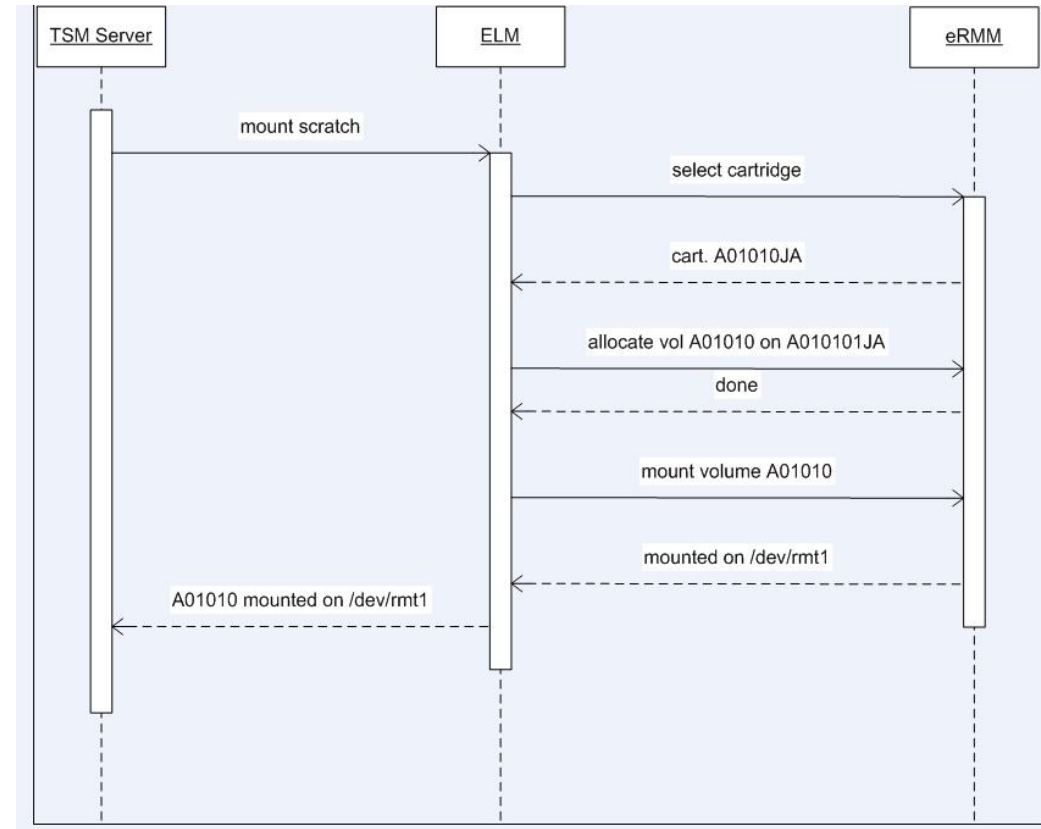 TSM Server
ELM
eRMM
mount scratch
select cartridge
cart. A01010JA
allocate vol A01010 on A010101JA
done
mount volume A01010
mounted on /dev/rmt1
A01010 mounted on /dev/rmt1